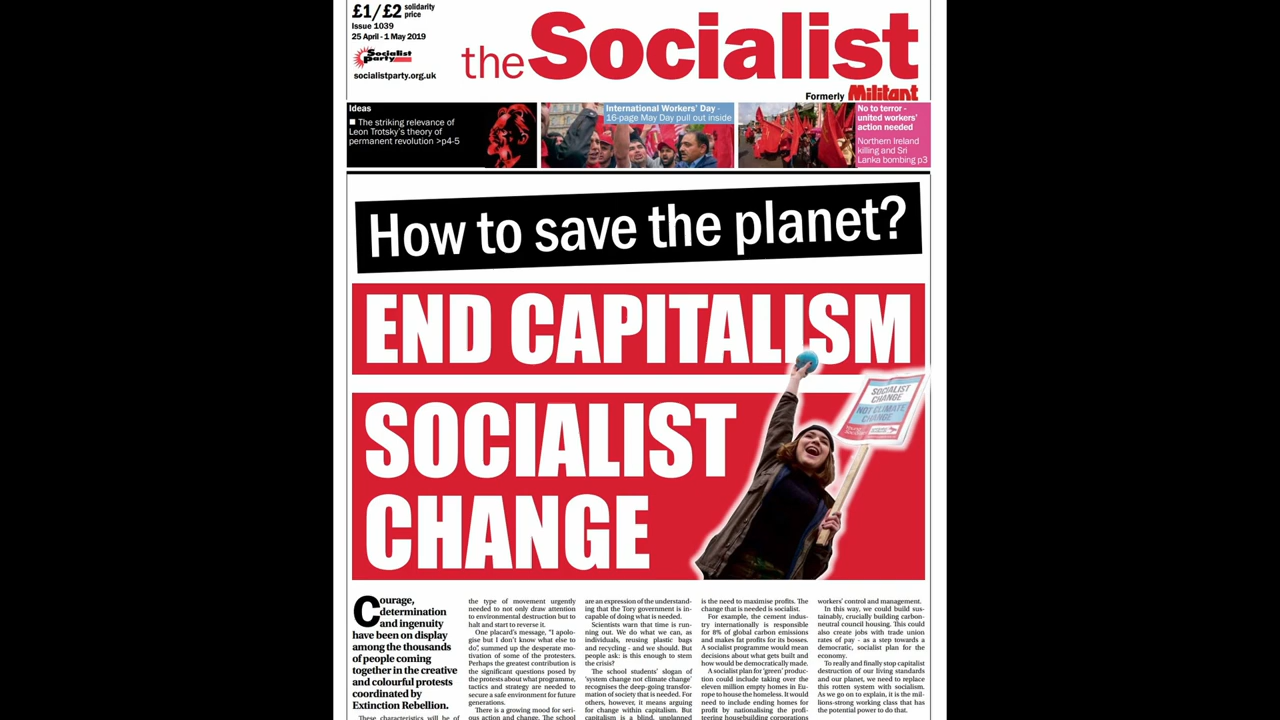 £1/£2 solidarity price
Issue 1039
25 April - 1 May 2019
Socialist party
socialistparty.org.uk
the Socialist
Formerly Militant
Ideas
■ The striking relevance of
Leon Trotsky's theory of
permanent revolution >p4-5
International Workers' Day -
16-page May Day pull out inside
No to terror -
united workers'
action needed
Northern Ireland
killing and Sri
Lanka bombing p3
How to save the planet?
END CAPITALISM
SOCIALIST
CHANGE
SOCIALIST
CHANGE
NOT CLIMATE
CHANGE
Courage,
determination
and ingenuity
have been on display
among the thousands
of people coming
together in the creative
and colourful protests
coordinated by
Extinction Rebellion.
These characteristics will be of
the type of movement urgently
needed to not only draw attention
to environmental destruction but to
halt and start to reverse it.
One placard's message, "I apolo-
gise but I don't know what else to
do", summed up the desperate mo-
tivation of some of the protesters.
Perhaps the greatest contribution is
the significant questions posed by
the protests about what programme,
tactics and strategy are needed to
secure a safe environment for future
generations.
There is a growing mood for seri-
ous action and change. The school
are an expression of the understand-
ing that the Tory government is in-
capable of doing what is needed.
Scientists warn that time is run-
ning out. We do what we can, as
individuals, reusing plastic bags
and recycling - and we should. But
people ask: is this enough to stem
the crisis?
The school students' slogan of
'system change not climate change'
recognises the deep-going transfor-
mation of society that is needed. For
others, however, it means arguing
for change within capitalism. But
capitalism is a blind, unplanned
is the need to maximise profits. The
change that is needed is socialist.
For example, the cement indus-
try internationally is responsible
for 8% of global carbon emissions
and makes fat profits for its bosses.
A socialist programme would mean
decisions about what gets built and
how would be democratically made.
A socialist plan for 'green' produc-
tion could include taking over the
eleven million empty homes in Eu-
rope to house the homeless. It would
need to include ending homes for
profit by nationalising the profi-
teering housebuilding corporations
workers' control and management.
In this way, we could build sus-
tainably, crucially building carbon-
neutral council housing. This could
also create jobs with trade union
rates of pay - as a step towards a
democratic, socialist plan for the
economy.
To really and finally stop capitalist
destruction of our living standards
and our planet, we need to replace
this rotten system with socialism.
As we go on to explain, it is the mil-
lions-strong working class that has
the potential power to do that.